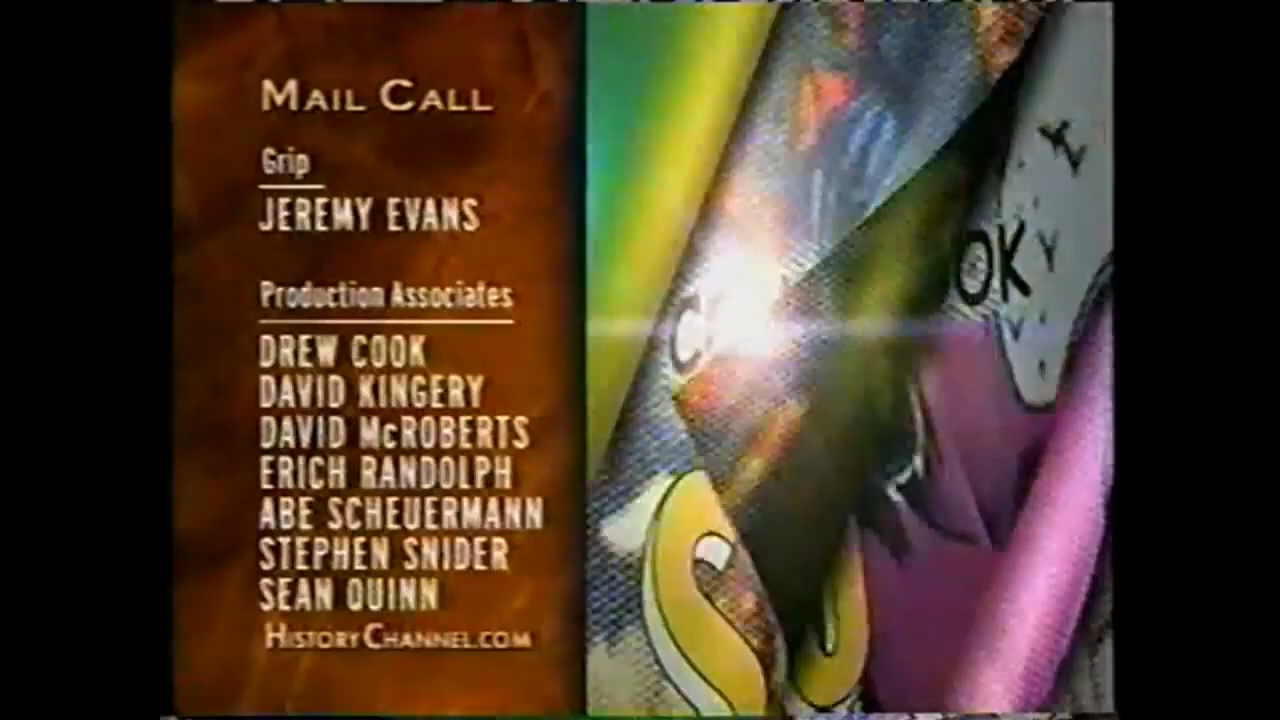 MAIL CALL
Grip
JEREMY EVANS
Production Associates
DREW COOK
DAVID KINGERY
DAVID McROBERTS
ERICH RANDOLPH
ABE SCHEUERMANN
STEPHEN SNIDER
SEAN QUINN
HISTORYCHANNEL.COM
OK